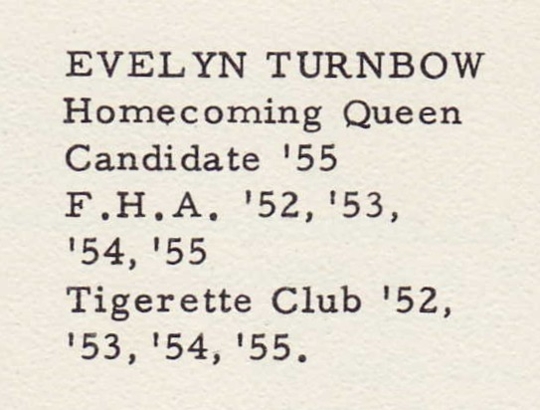 EVELYN TURNBOW
Homecoming Queen
Candidate '55
F.H.A. '52, '53,
'54, '55
Tigerette Club '52,
'53, '54, '55.